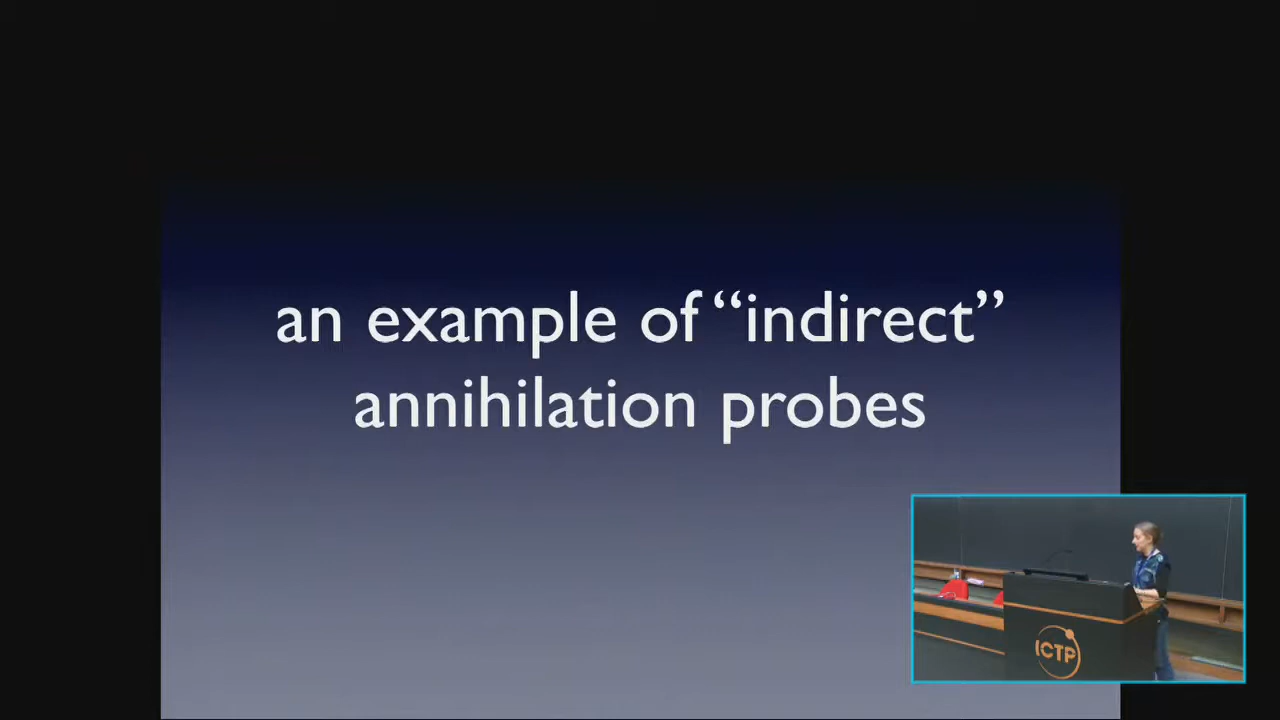 an example of “indirect”
annihilation probes
ICTP